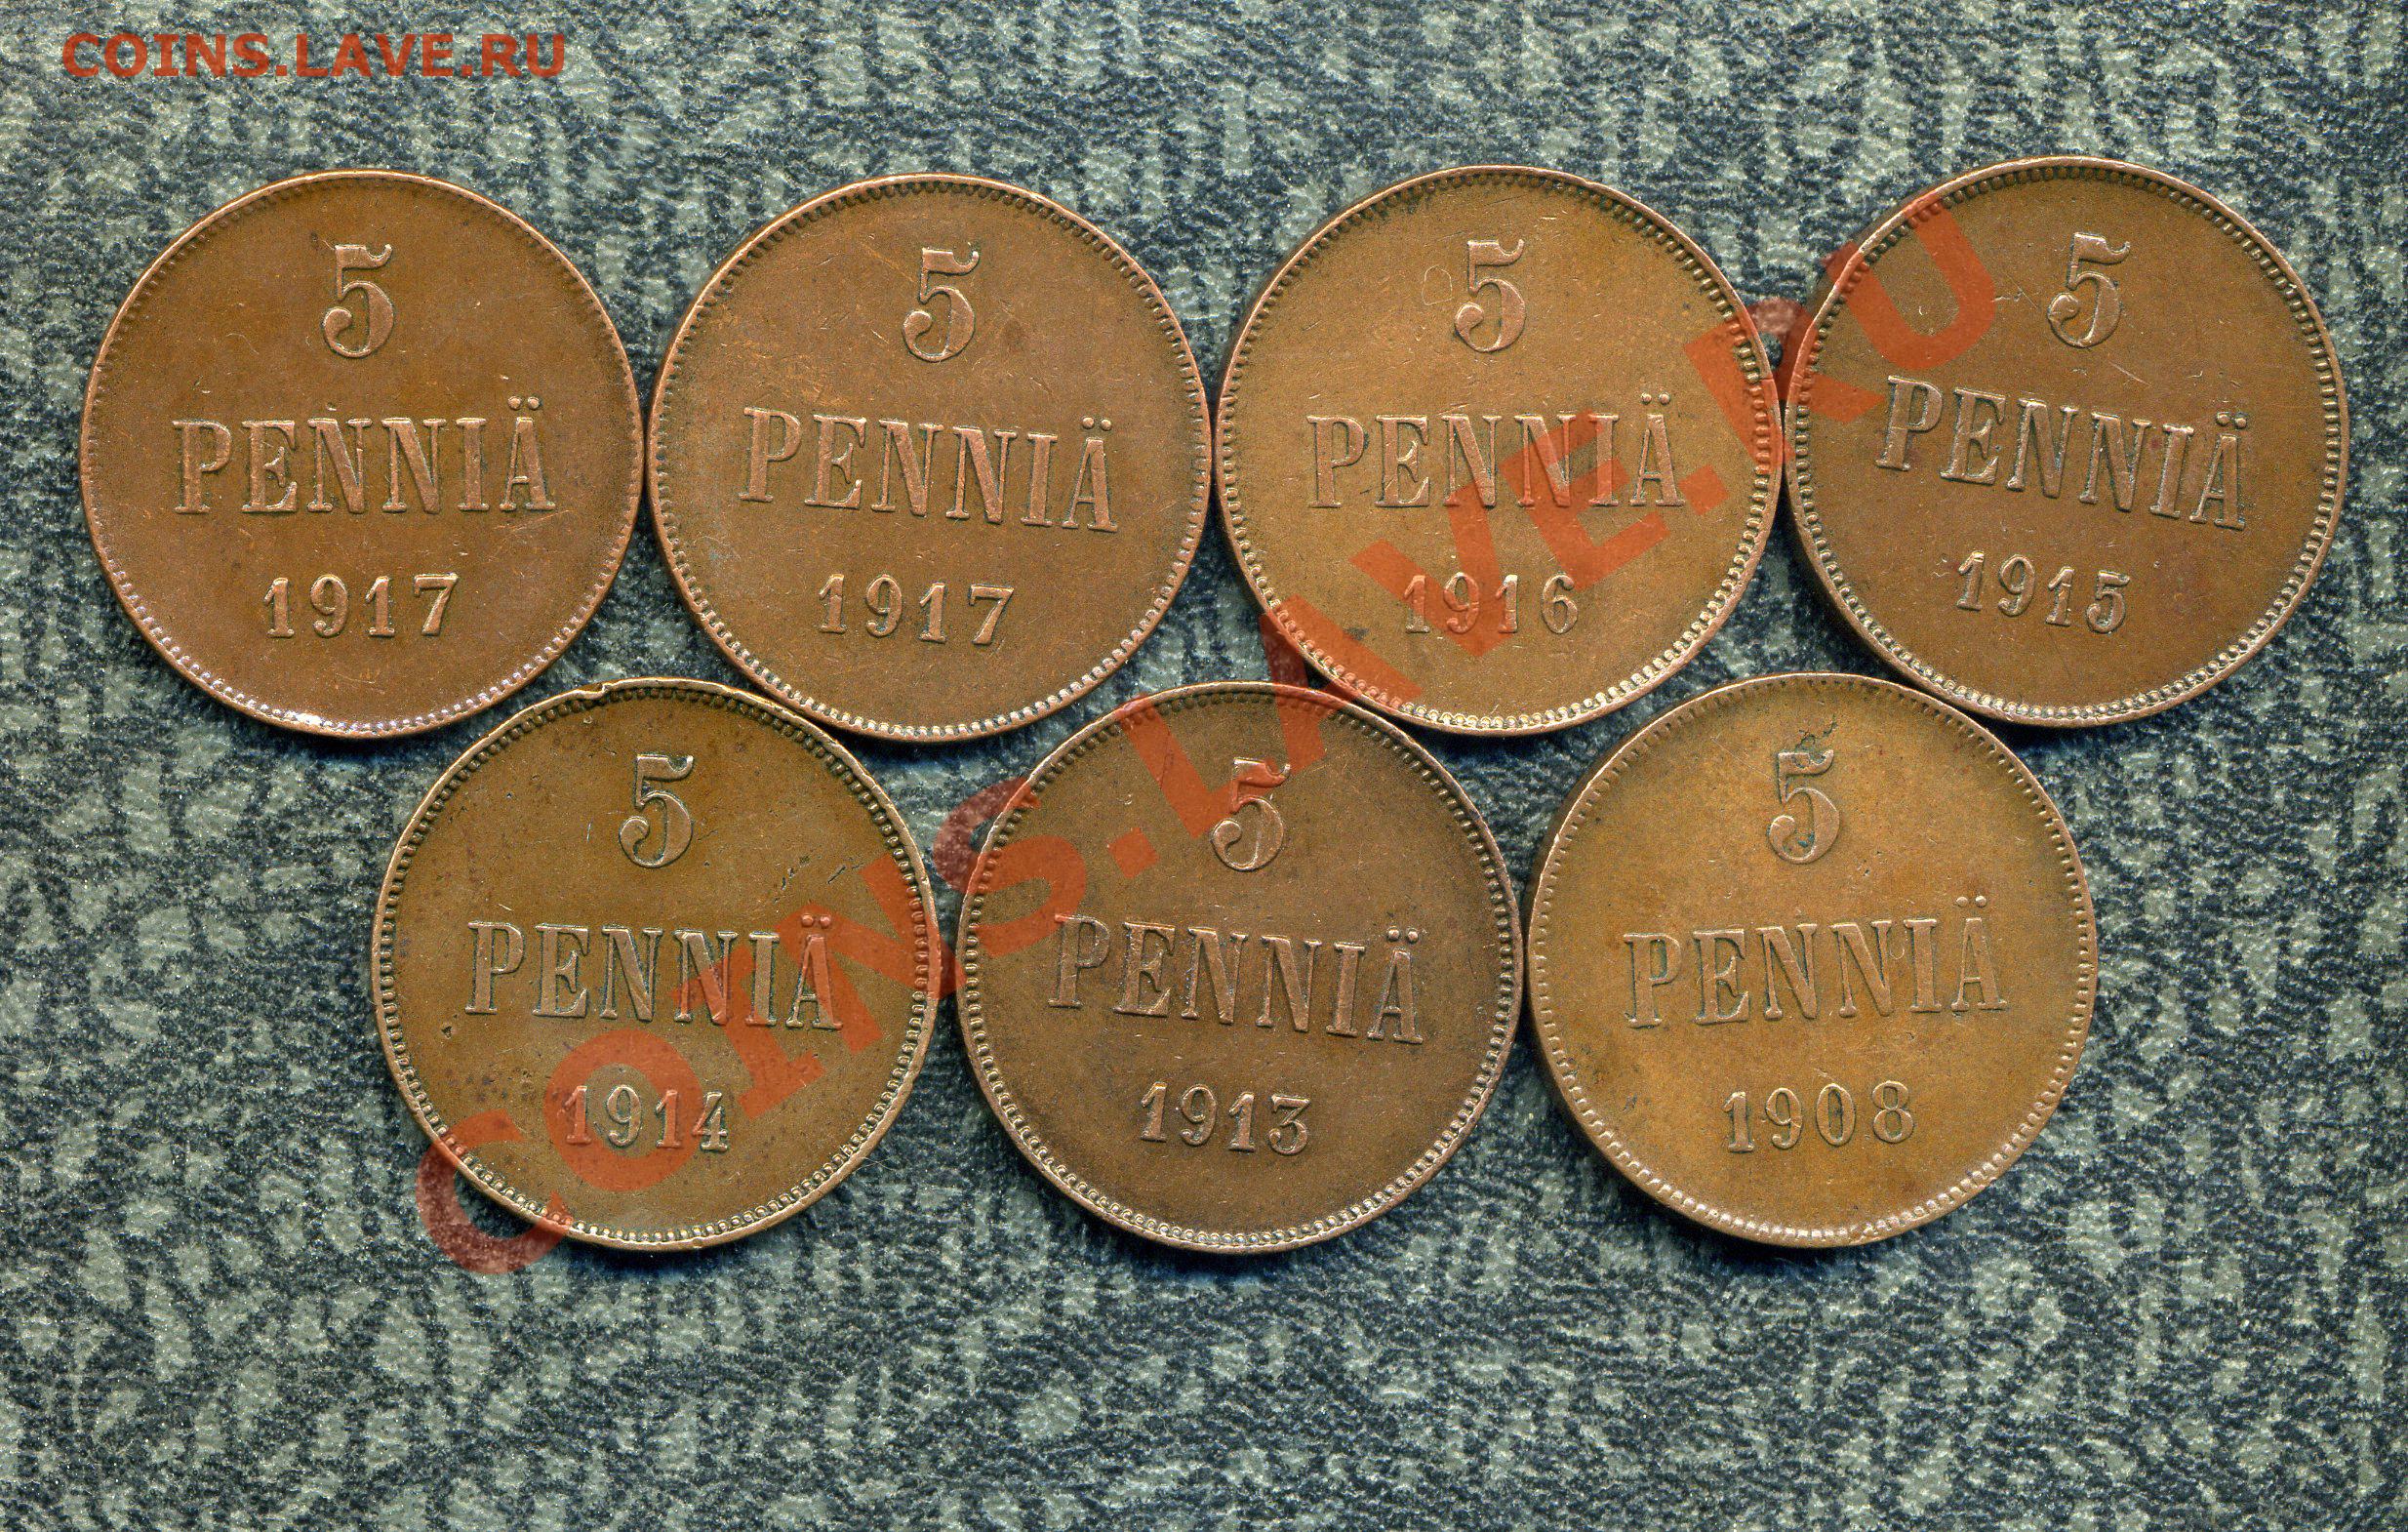 COINS.LAVE.RU
5
PENNIÄ
1917
5
PENNIÄ
1917
5
PENNIÄ
1916
5
PENNIÄ
1915
5
PENNIÄ
1914
5
PENNIÄ
1913
5
PENNIÄ
1908
COINS.LAVE.RU